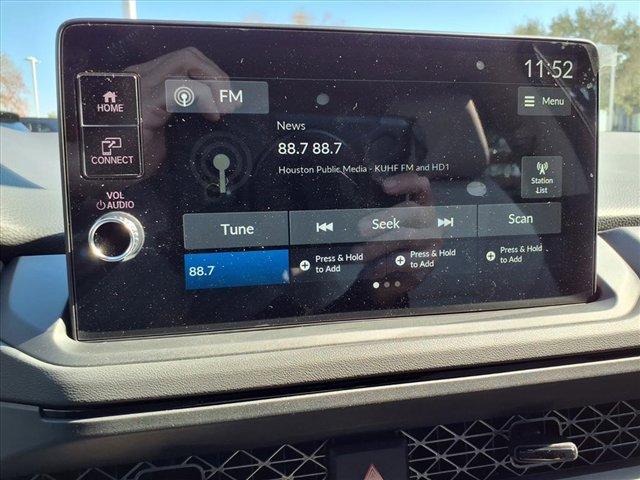 11:52
HOME
FM
Menu
News
88.7 88.7
CONNECT
Houston Public Media - KUHF FM and HD1
Station
List
VOL
AUDIO
Tune
Seek
Scan
88.7
Press & Hold
to Add
Press & Hold
to Add
Press & Hold
to Add